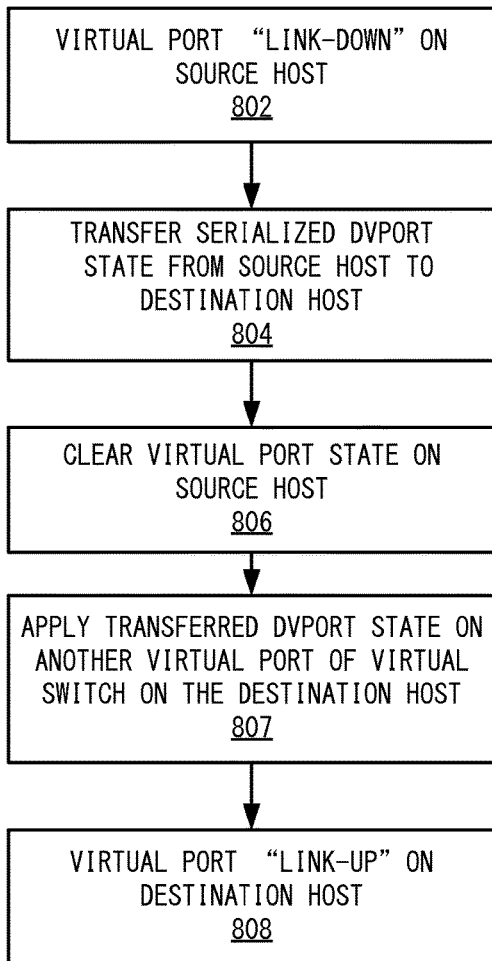 VIRTUAL PORT “LINK-DOWN” ON
SOURCE HOST
802
TRANSFER SERIALIZED DVPORT
STATE FROM SOURCE HOST TO
DESTINATION HOST
804
CLEAR VIRTUAL PORT STATE ON
SOURCE HOST
806
APPLY TRANSFERRED DVPORT STATE ON
ANOTHER VIRTUAL PORT OF VIRTUAL
SWITCH ON THE DESTINATION HOST
807
VIRTUAL PORT “LINK-UP” ON
DESTINATION HOST
808